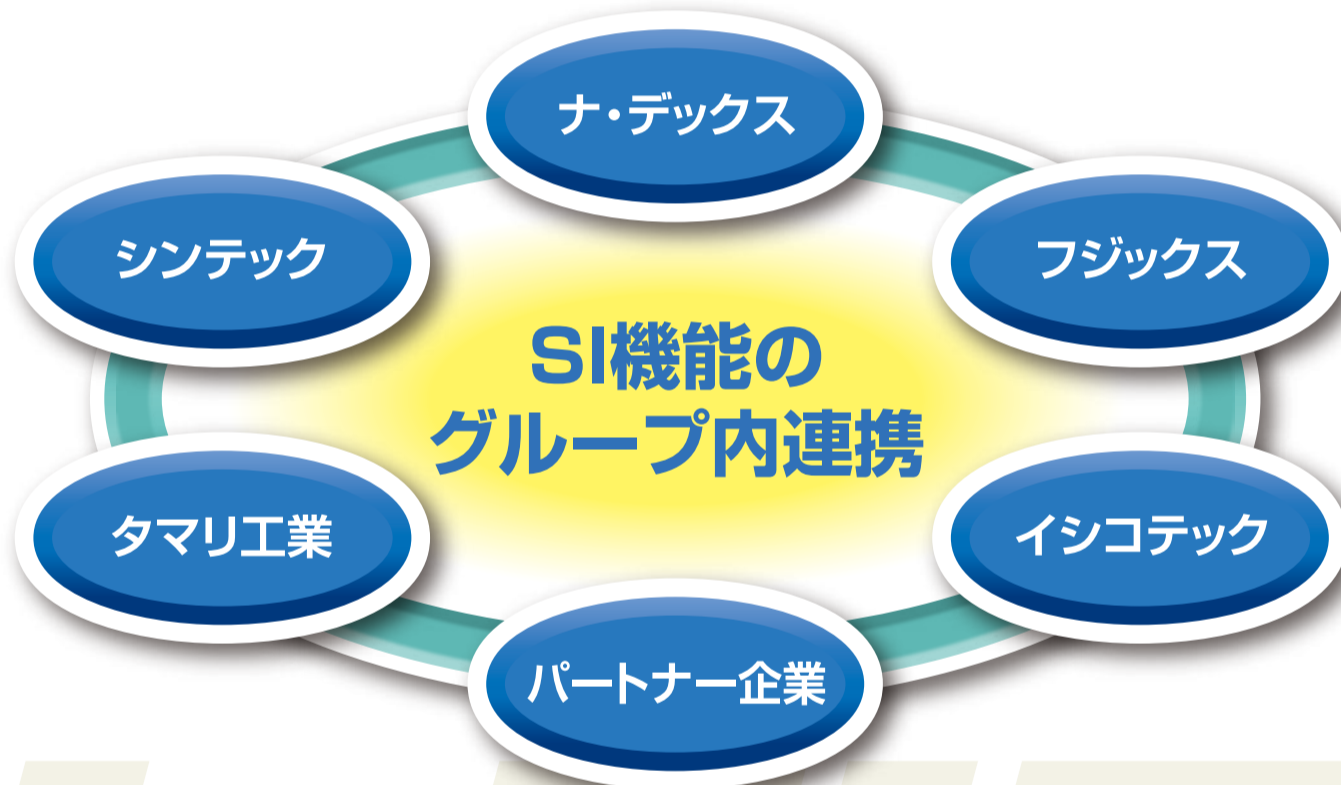 ナ・デックス
シンテック
フジックス
SI機能の
グループ内連携
タマリ工業
イシコテック
パートナー企業